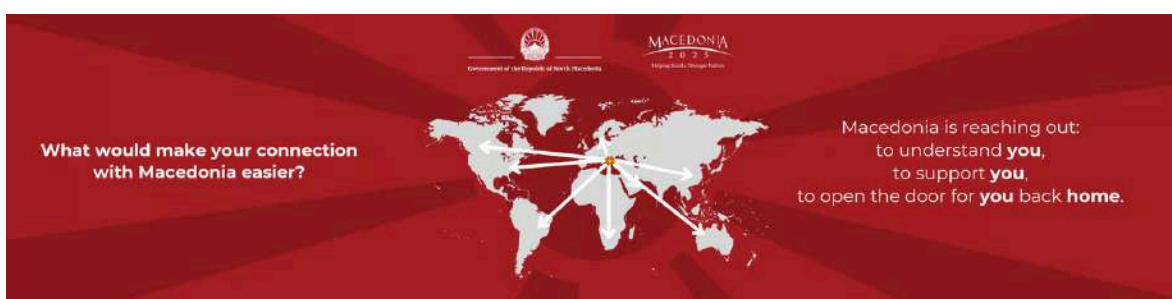 Government of the Republic of North Macedonia
MACEDONIA
2025
What would make your connection
with Macedonia easier?
Macedonia is reaching out:
to understand you,
to support you,
to open the door for you back home.